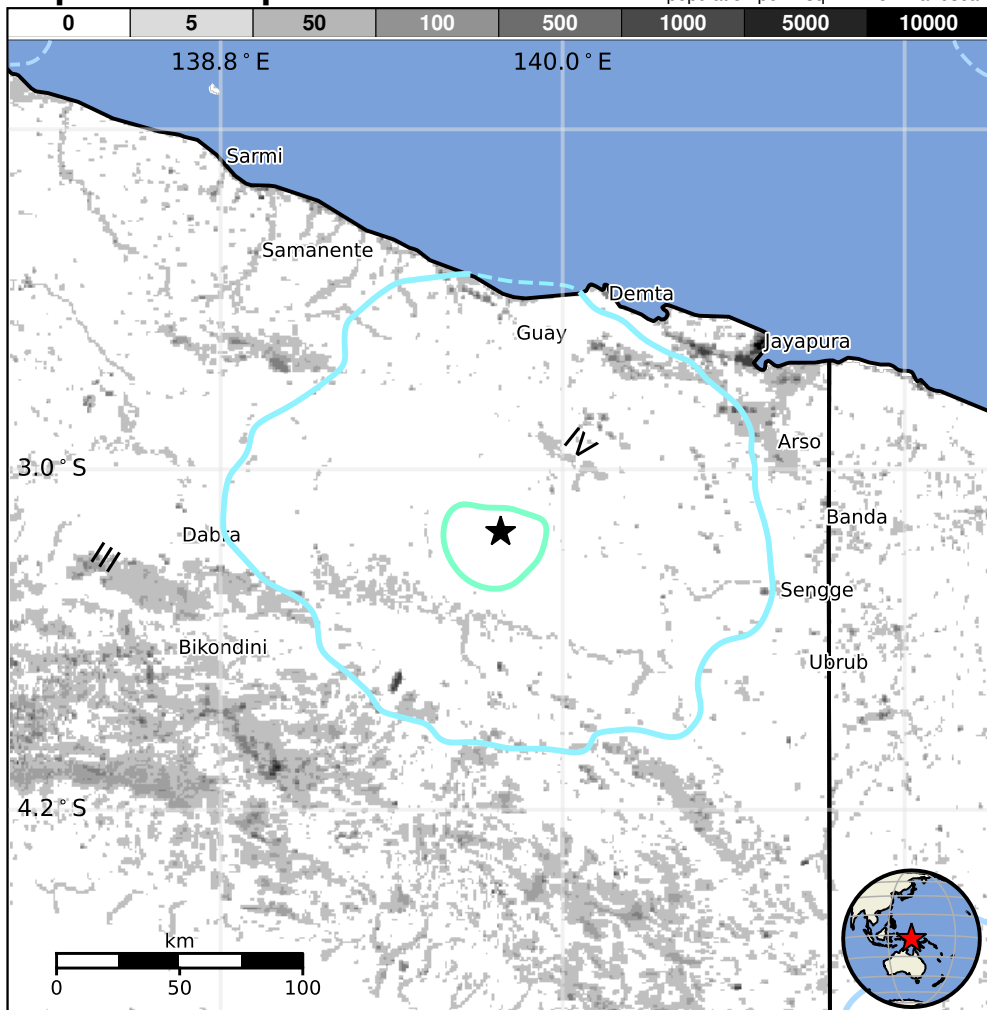 0 5 50 100 500 1000 5000 10000
138.8°E 140.0°E
Sarmi
Samanente
Demta
Guay
Jayapura
IV
Arso
3.0°S
Banda
Dabra
III
Sengge
Bikondini
Ubrub
4.2°S
km
0 50 100